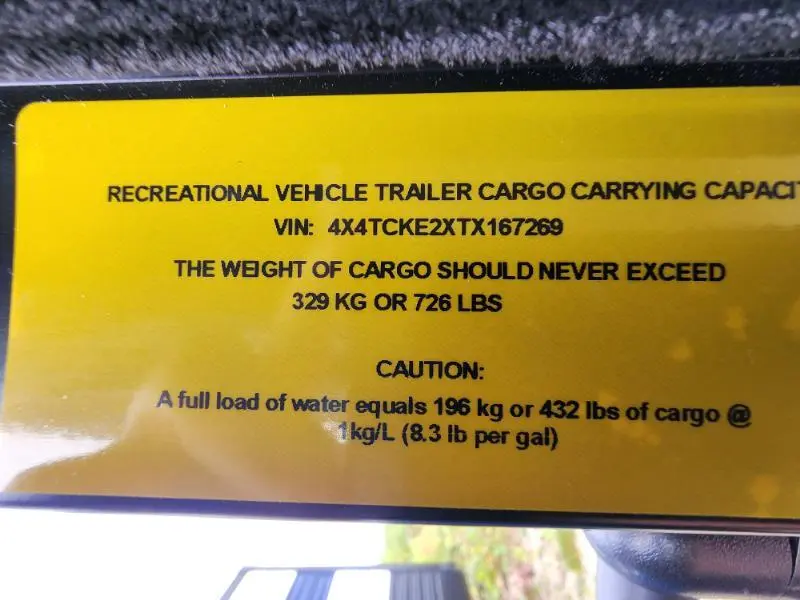 RECREATIONAL VEHICLE TRAILER CARGO CARRYING CAPACIT
VIN: 4X4TCKE2XTX167269
THE WEIGHT OF CARGO SHOULD NEVER EXCEED
329 KG OR 726 LBS
CAUTION:
A full load of water equals 196 kg or 432 lbs of cargo @
1kg/L (8.3 lb per gal)